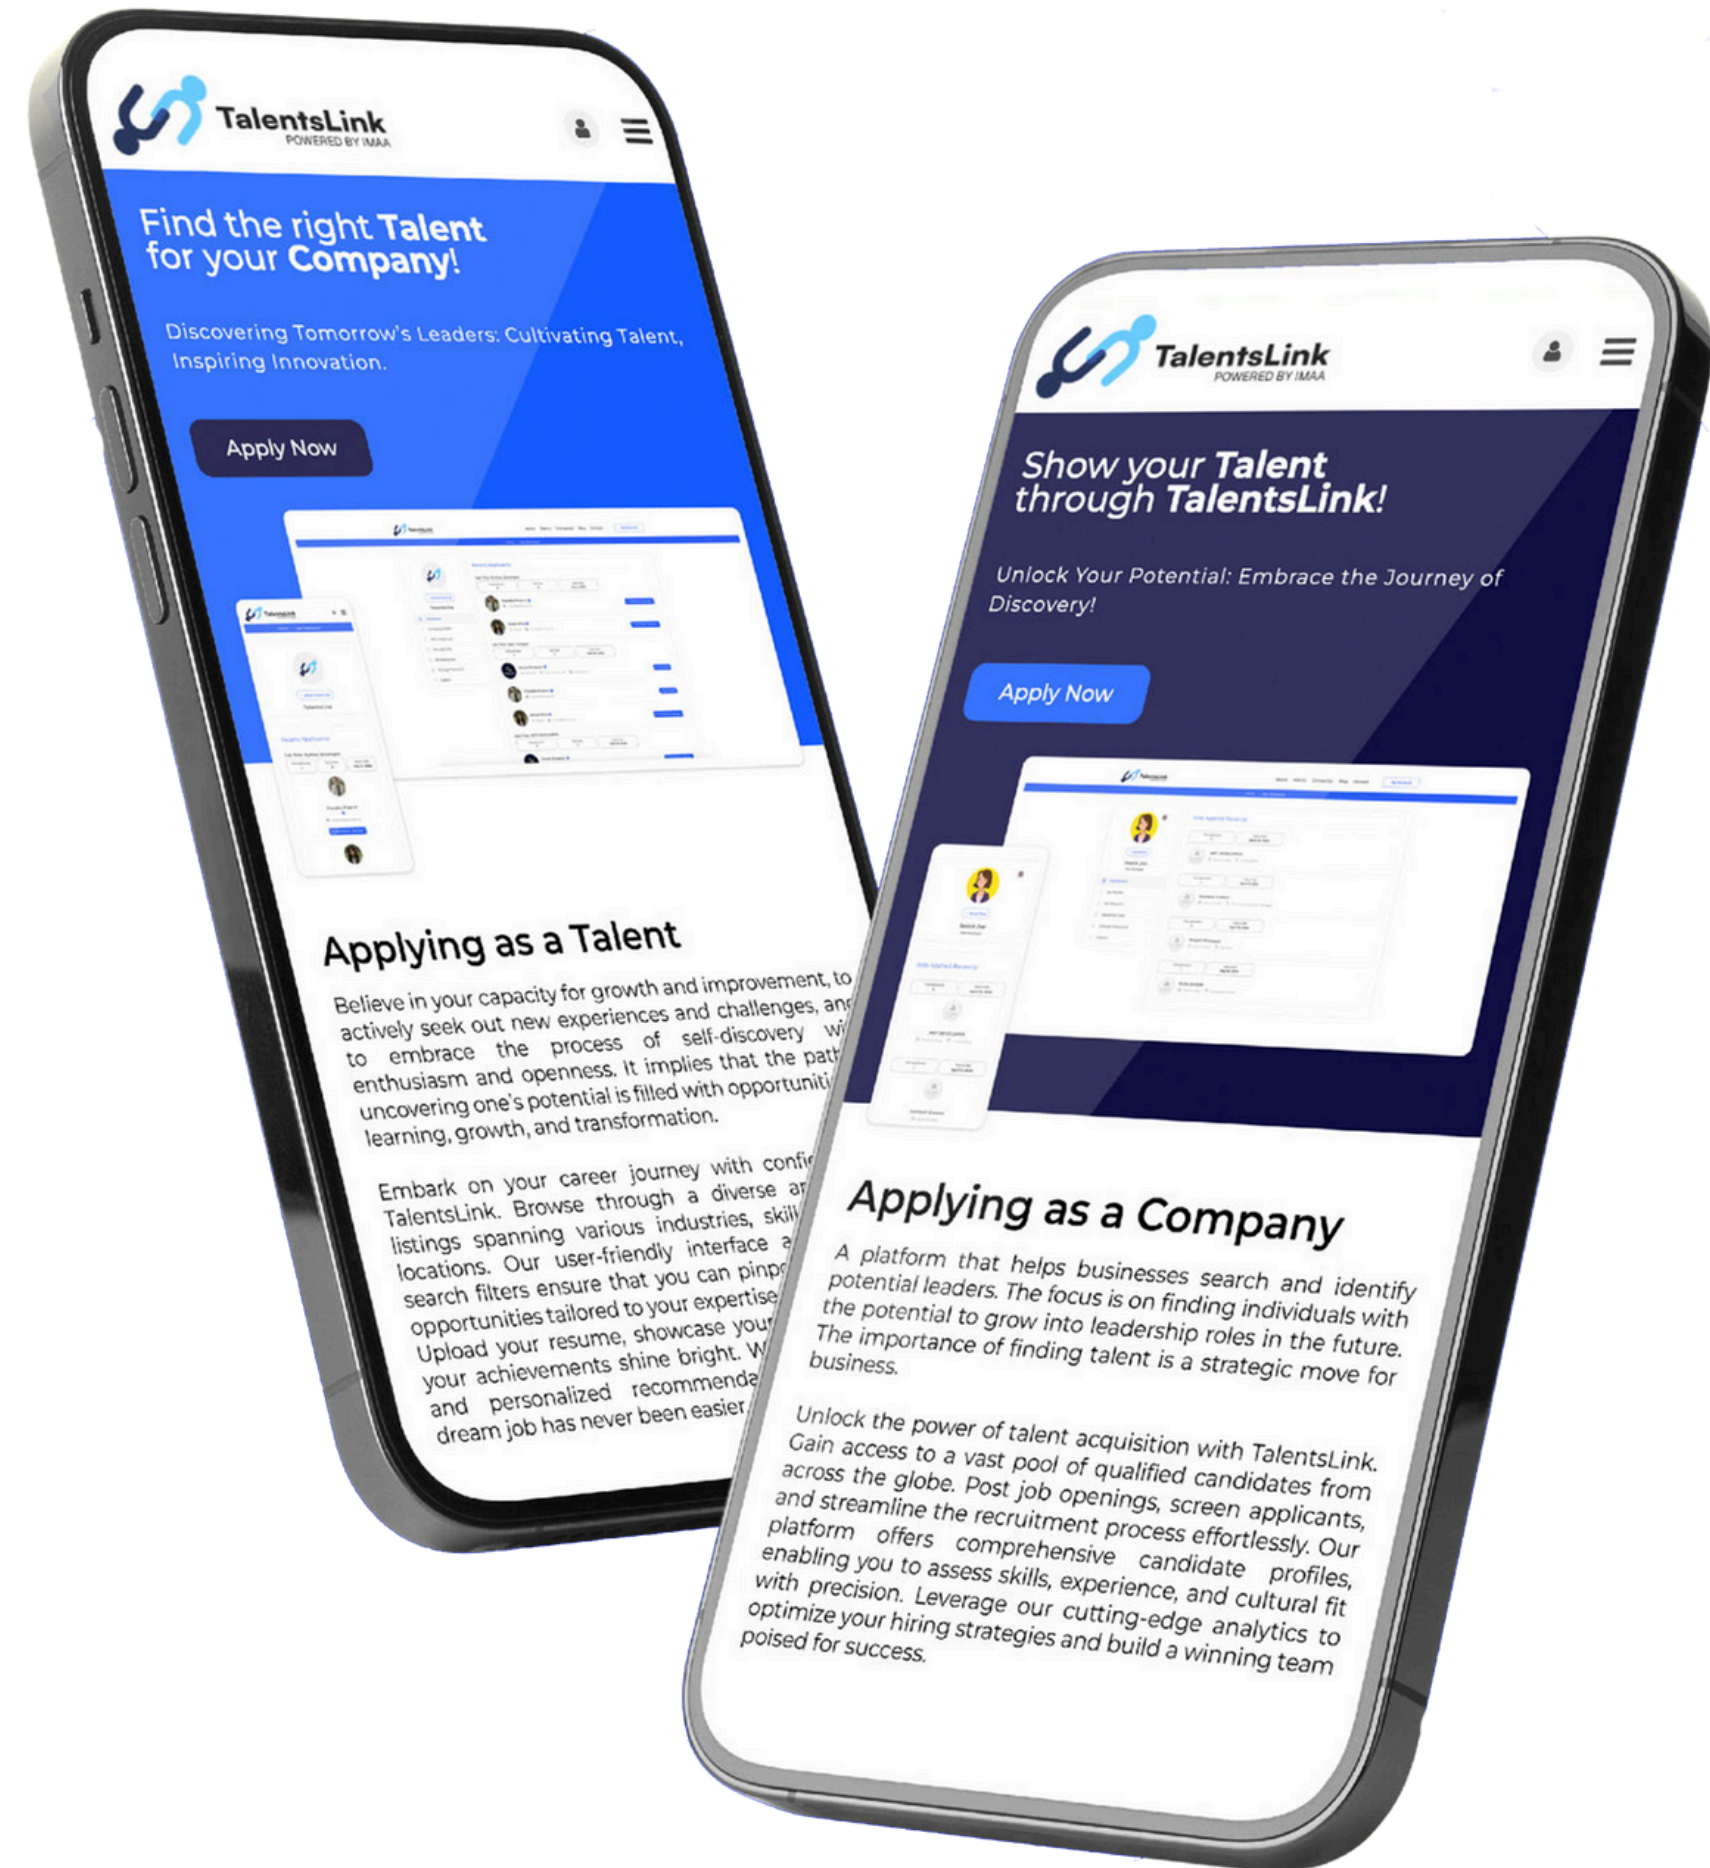 TalentsLink
POWERED BY IMAA
Find the right Talent
for your Company!
Discovering Tomorrow's Leaders: Cultivating Talent,
Inspiring Innovation.
Apply Now
TalentsLink
Applying as a Talent
Believe in your capacity for growth and improvement, to
actively seek out new experiences and challenges, and
to embrace the process of self-discovery
enthusiasm and openness. It implies that the
uncovering one's potential is filled with
learning, growth, and transformation.
Embark on your career journey with
TalentsLink. Browse through a diverse
listings spanning various industries,
locations. Our user-friendly interface
search filters ensure that you can
opportunities tailored to your expertise
Upload your resume, showcase your
your achievements shine bright.
and personalized
dream job has never been easier.
TalentsLink
POWERED BY IMAA
Show your Talent
through TalentsLink!
Unlock Your Potential: Embrace the Journey of
Discovery!
Apply Now
Applying as a Company
A platform that helps businesses search and identify
potential leaders. The focus is on finding individuals with
the potential to grow into leadership roles in the future.
The importance of finding talent is a strategic move for
business.
Unlock the power of talent acquisition with TalentsLink.
Gain access to a vast pool of qualified candidates from
across the globe. Post job openings, screen applicants,
and streamline the recruitment process effortlessly. Our
platform offers comprehensive candidate profiles,
enabling you to assess skills, experience, and cultural fit
with precision. Leverage our cutting-edge analytics to
optimize your hiring strategies and build a winning team
poised for success.